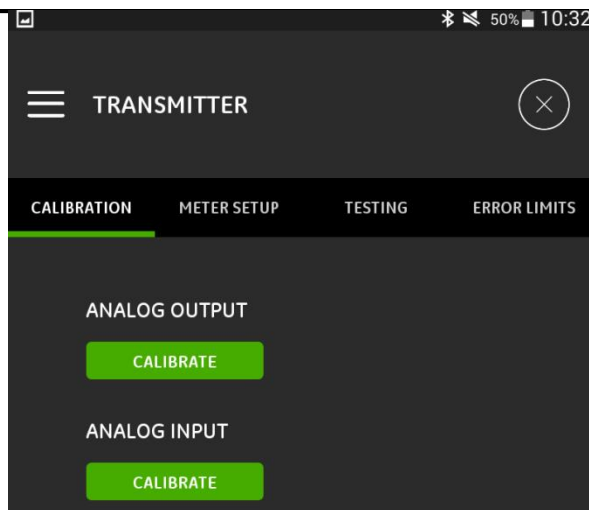 50% 10:32
TRANSMITTER
CALIBRATION METER SETUP TESTING ERROR LIMITS
ANALOG OUTPUT
CALIBRATE
ANALOG INPUT
CALIBRATE